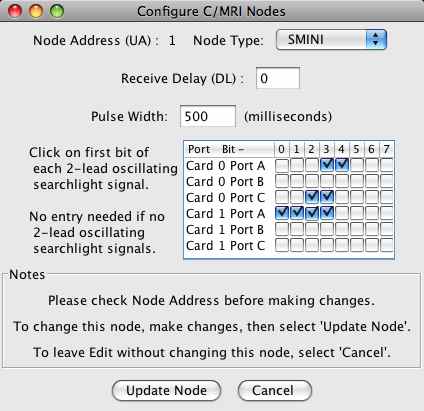 Configure C/MRI Nodes
Node Address (UA) : 1 Node Type: SMINI
Receive Delay (DL) : 0
Pulse Width: 500 (milliseconds)
Click on first bit of
each 2-lead oscillating
searchlight signal.
No entry needed if no
2-lead oscillating
searchlight signals.
Port Bit - 0 1 2 3 4 5 6 7
Card 0 Port A
Card 0 Port B
Card 0 Port C
Card 1 Port A
Card 1 Port B
Card 1 Port C
Notes
Please check Node Address before making changes.
To change this node, make changes, then select 'Update Node'.
To leave Edit without changing this node, select 'Cancel'.
Update Node Cancel